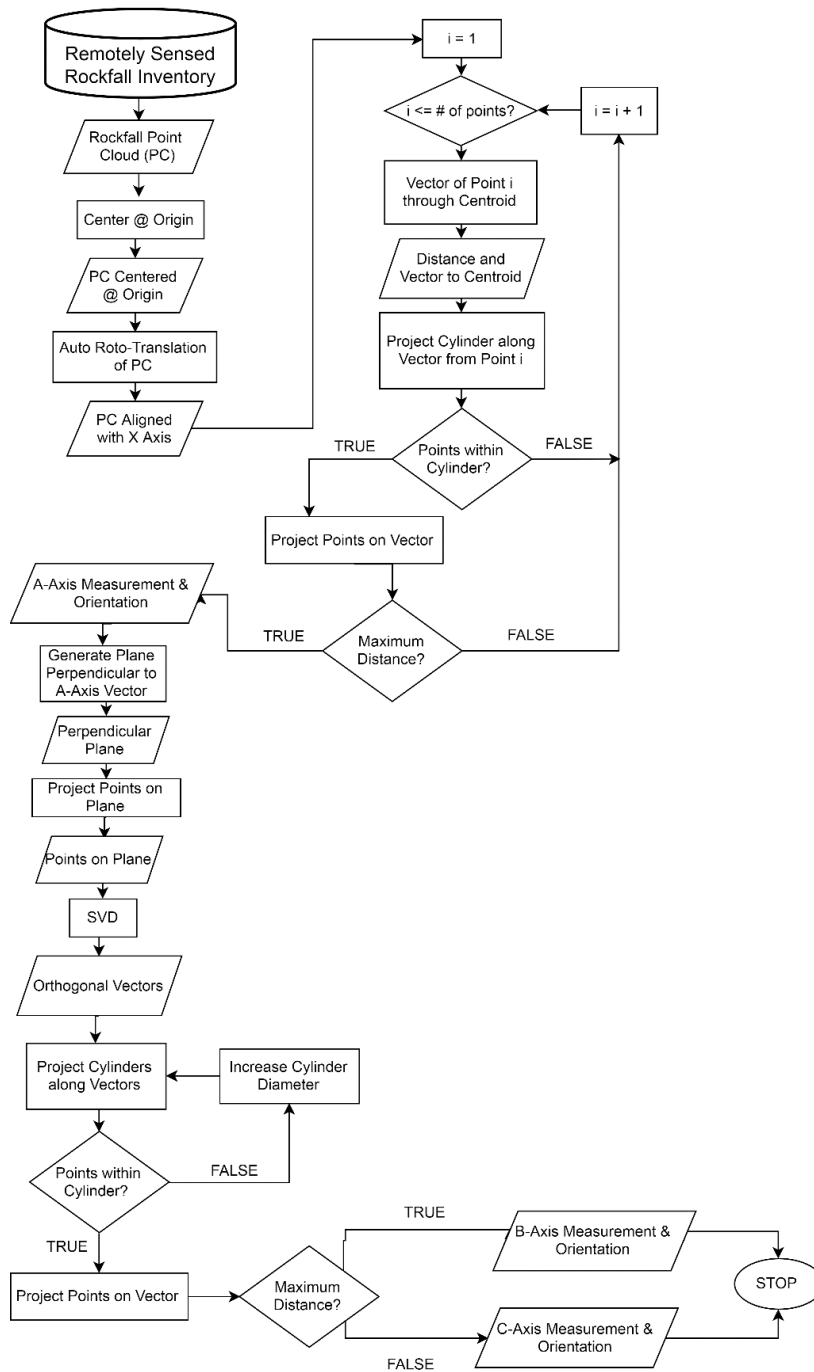 Remotely Sensed
Rockfall Inventory
Rockfall Point
Cloud (PC)
Center @ Origin
PC Centered
@ Origin
Auto Roto-Translation
of PC
PC Aligned
with X Axis
i = 1
i <= # of points?
i = i + 1
Vector of Point i
through Centroid
Distance and
Vector to Centroid
Project Cylinder along
Vector from Point i
Points within
Cylinder?
TRUE
FALSE
Project Points on Vector
Maximum
Distance?
TRUE
FALSE
A-Axis Measurement &
Orientation
Generate Plane
Perpendicular to
A-Axis Vector
Perpendicular
Plane
Project Points on
Plane
Points on Plane
SVD
Orthogonal Vectors
Project Cylinders
along Vectors
Increase Cylinder
Diameter
Points within
Cylinder?
FALSE
TRUE
Project Points on Vector
Maximum
Distance?
TRUE
B-Axis Measurement &
Orientation
STOP
C-Axis Measurement &
Orientation
FALSE